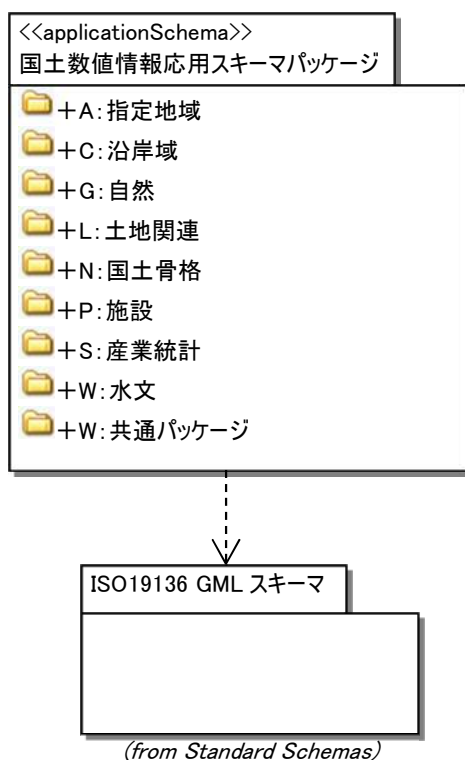 <<applicationSchema>>
国土数値情報応用スキーマパッケージ
+A:指定地域
+C:沿岸域
+G:自然
+L:土地関連
+N:国土骨格
+P:施設
+S:産業統計
+W:水文
+W:共通パッケージ
ISO19136 GML スキーマ
(from Standard Schemas)